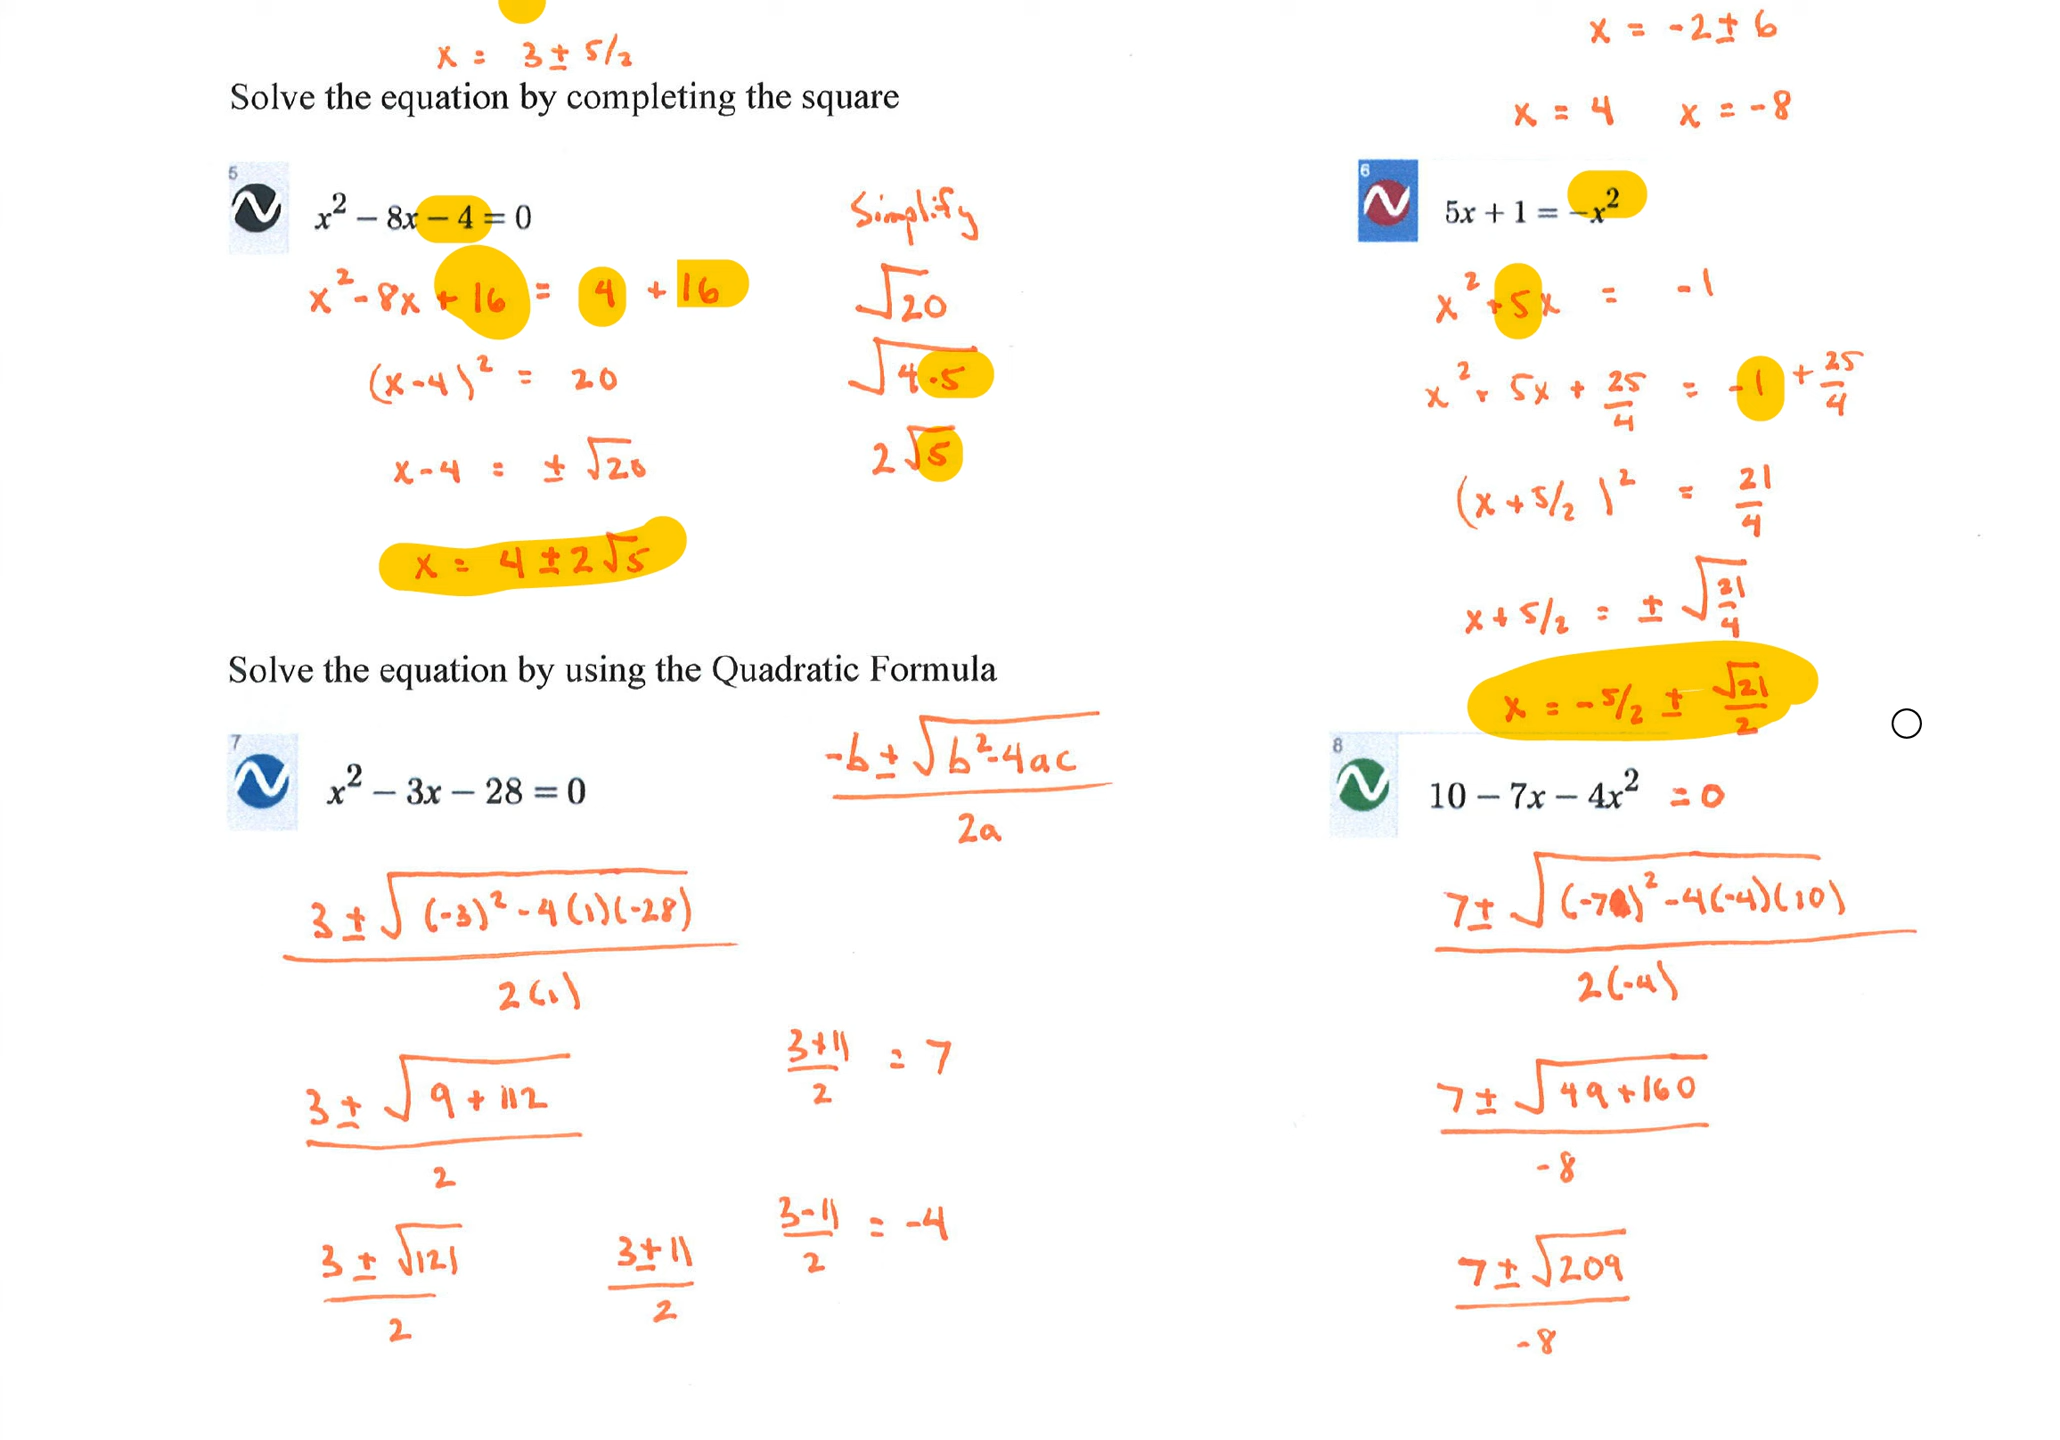 x = 3 ± 5/2
Solve the equation by completing the square
5
x² – 8x – 4 = 0
x² - 8x + 16 = 4 + 16
(x-4)² = 20
x-4 = ± √20
x = 4 ± 2√5
Simplify
√20
√4·5
2√5
x = -2 ± 6
x = 4 x = -8
6
5x + 1 = –x²
x² + 5x = -1
x² + 5x + 25/4 = -1 + 25/4
(x + 5/2)² = 21/4
x + 5/2 = ± √21/4
x = - 5/2 ± √21/2
Solve the equation by using the Quadratic Formula
7
x² – 3x – 28 = 0
-b ± √b²-4ac
2a
3 ± √(-3)² - 4(1)(-28)
2(1)
3 ± √9 + 112
2
3 ± √121
2
3 ± 11
2
3+11/2 = 7
3-11/2 = -4
8
10 – 7x – 4x² = 0
7 ± √(-7)² - 4(-4)(10)
2(-4)
7 ± √49 + 160
-8
7 ± √209
-8